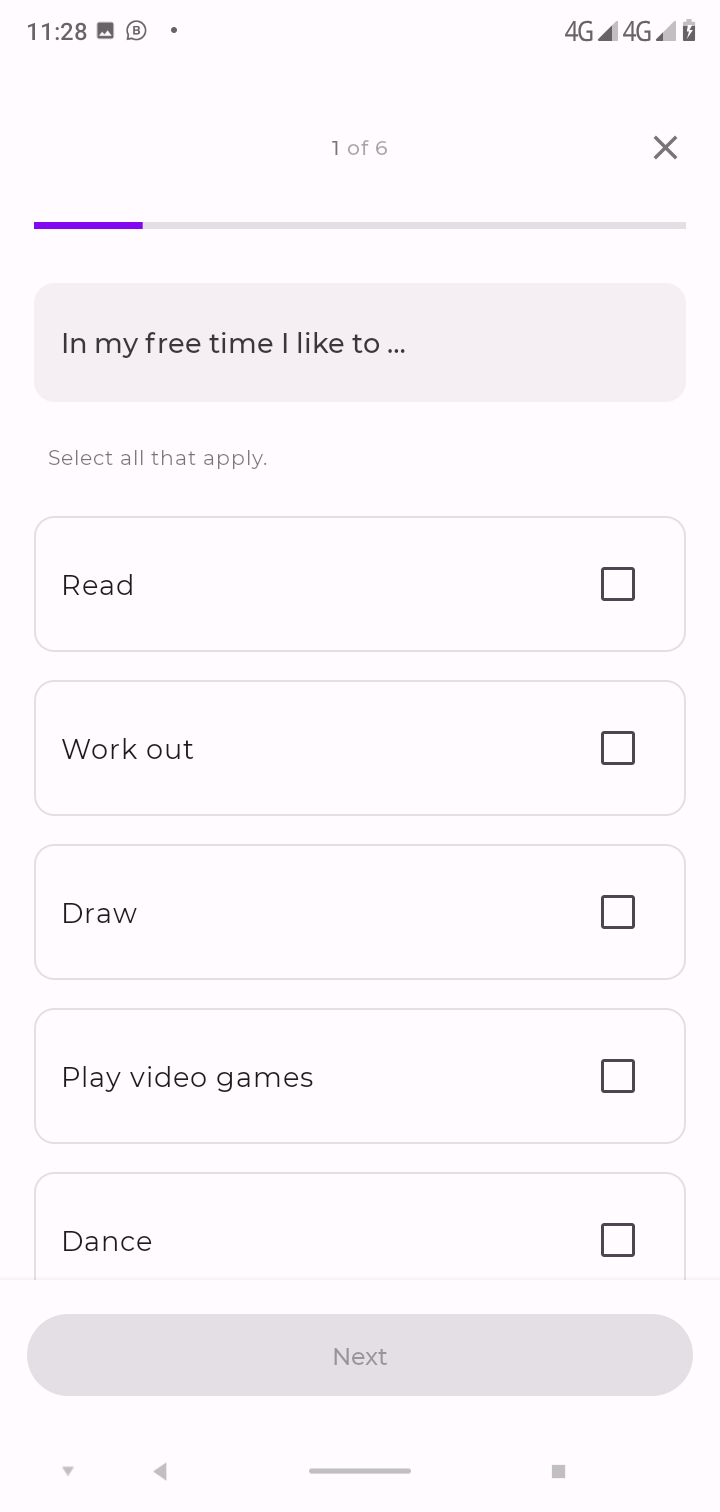 11:28
4G 4G
1 of 6
In my free time I like to ...
Select all that apply.
Read
Work out
Draw
Play video games
Dance
Next